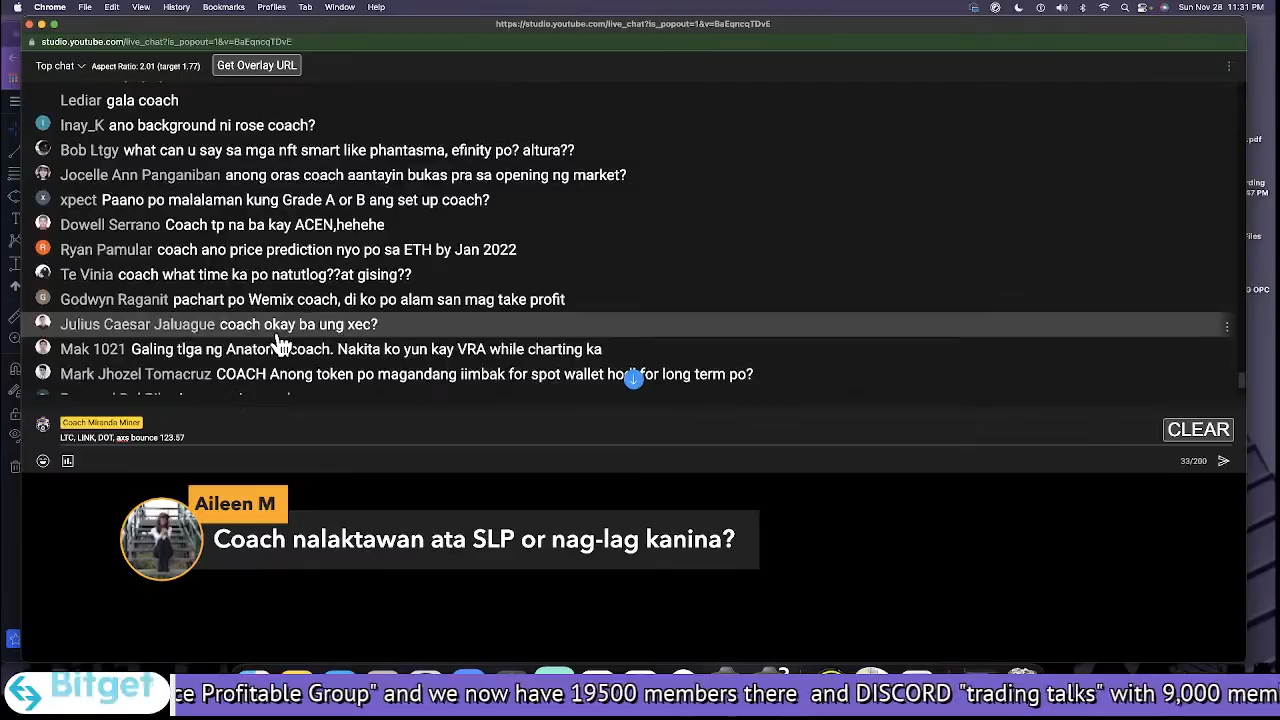 Chrome File Edit View History Bookmarks Profiles Tab Window Help Sun Nov 28 11:31 PM
https://studio.youtube.com/live_chat?is_popout=1&v=BaEqncqTDvE
studio.youtube.com/live_chat?is_popout=1&v=BaEqncqTDvE
Top chat Aspect Ratio: 2.01 (target 1.77) Get Overlay URL
Lediar gala coach
Inay_K ano background ni rose coach?
Bob Ltgy what can u say sa mga nft smart like phantasma, efinity po? altura??
Jocelle Ann Panganiban anong oras coach aantayin bukas pra sa opening ng market?
xpect Paano po malalaman kung Grade A or B ang set up coach?
Dowell Serrano Coach tp na ba kay ACEN,hehehe
Ryan Pamular coach ano price prediction nyo po sa ETH by Jan 2022
Te Vinia coach what time ka po natutlog??at gising??
Godwyn Raganit pachart po Wemix coach, di ko po alam san mag take profit
Julius Caesar Jaluague coach okay ba ung xec?
Mak 1021 Galing tlga ng Anatomy coach. Nakita ko yun kay VRA while charting ka
Mark Jhozel Tomacruz COACH Anong token po magandang iimbak for spot wallet hodl for long term po?
Coach Miranda Miner
LTC, LINK, DOT, axs bounce 123.57
CLEAR
33/200
Aileen M
Coach nalaktawan ata SLP or nag-lag kanina?
.pdf
PM
Files
OPC
Bitget
ce Profitable Group" and we now have 19500 members there and DISCORD "trading talks" with 9,000 memb